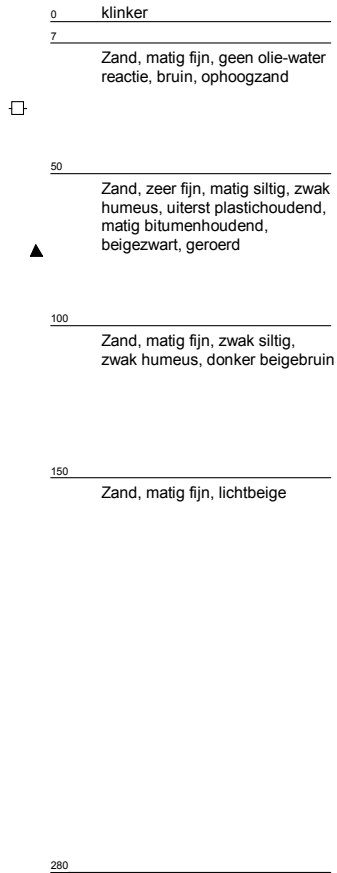 0 klinker
7
Zand, matig fijn, geen olie-water
reactie, bruin, ophoogzand
50
Zand, zeer fijn, matig siltig, zwak
humeus, uiterst plastichoudend,
matig bitumenhoudend,
beigezwart, geroerd
100
Zand, matig fijn, zwak siltig,
zwak humeus, donker beigebruin
150
Zand, matig fijn, lichtbeige
280